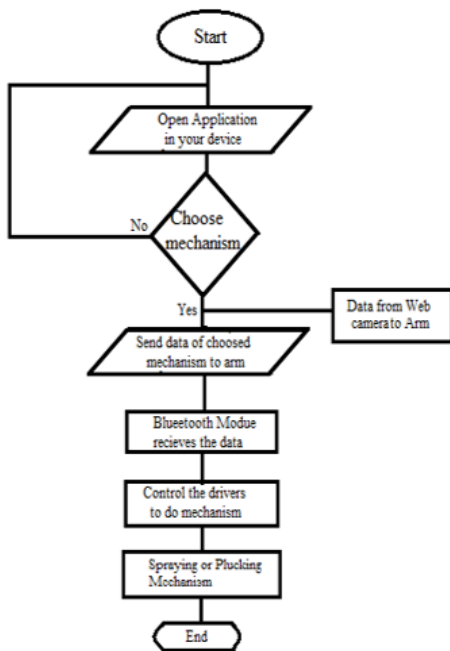 Start
Open Application
in your device
Choose
mechanism
No
Yes
Data from Web
camera to Arm
Send data of choosed
mechanism to arm
Blueetooth Modue
recieves the data
Control the drivers
to do mechanism
Spraying or Plucking
Mechanism
End